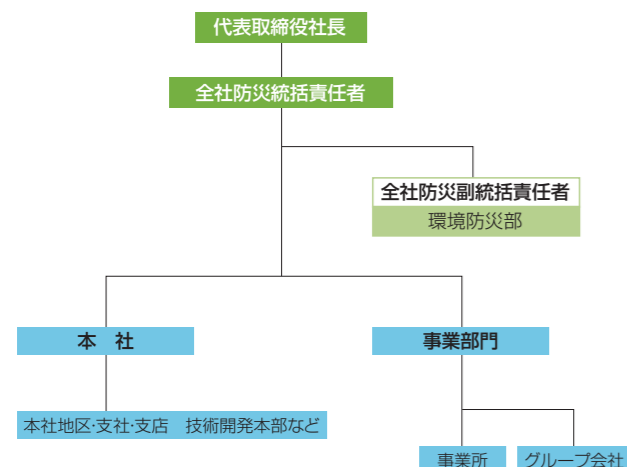 代表取締役社長
全社防災統括責任者
全社防災副統括責任者
環境防災部
本　社
事業部門
本社地区・支社・支店　技術開発本部など
事業所
グループ会社